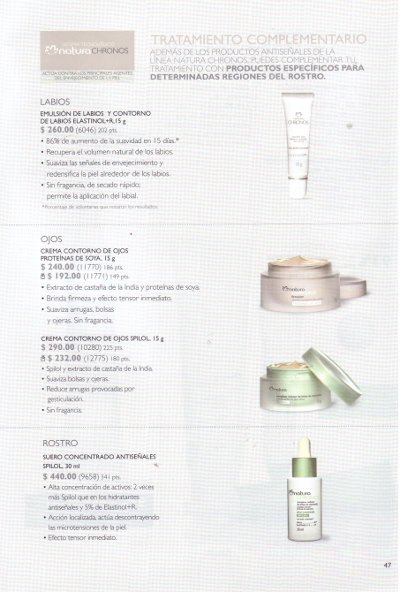 natura CHRONOS
TRATAMIENTO COMPLEMENTARIO
ADEMÁS DE LOS PRODUCTOS ANTISEÑALES DE LA
LÍNEA NATURA CHRONOS, PUEDES COMPLEMENTAR TU
TRATAMIENTO CON PRODUCTOS ESPECÍFICOS PARA
DETERMINADAS REGIONES DEL ROSTRO.
ACTÚA CONTRA LOS PRINCIPALES AGENTES
DEL ENVEJECIMIENTO DE LA PIEL
LABIOS
EMULSIÓN DE LABIOS Y CONTORNO
DE LABIOS ELASTINOL+R, 15 g
$ 260.00 (6046) 202 pts.
• 86% de aumento de la suavidad en 15 días.*
• Recupera el volumen natural de los labios.
• Suaviza las señales de envejecimiento y
redensifica la piel alrededor de los labios.
• Sin fragancia, de secado rápido;
permite la aplicación del labial.
*Porcentaje de voluntarias que notaron los resultados.
CHRONOS
OJOS
CREMA CONTORNO DE OJOS
PROTEÍNAS DE SOYA, 15 g
$ 240.00 (11770) 186 pts.
$ 192.00 (11771) 149 pts.
• Extracto de castaña de la India y proteínas de soya.
• Brinda firmeza y efecto tensor inmediato.
• Suaviza arrugas, bolsas
y ojeras. Sin fragancia.
natura
CREMA CONTORNO DE OJOS SPILOL, 15 g
$ 290.00 (10280) 225 pts.
$ 232.00 (12775) 180 pts.
• Spilol y extracto de castaña de la India.
• Suaviza bolsas y ojeras.
• Reduce arrugas provocadas por
gesticulación.
• Sin fragancia.
natura
ROSTRO
SUERO CONCENTRADO ANTISEÑALES
SPILOL, 30 ml
$ 440.00 (9658) 341 pts.
• Alta concentración de activos: 2 veces
más Spilol que en los hidratantes
antiseñales y 5% de Elastinol+R.
• Acción localizada, actúa descontrayendo
las microtensiones de la piel.
• Efecto tensor inmediato.
natura
47